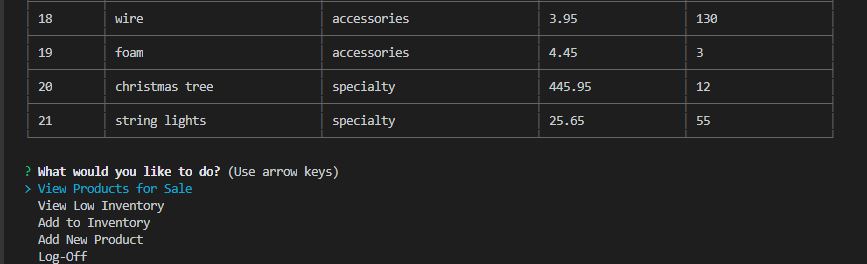 18 wire accessories 3.95 130
19 foam accessories 4.45 3
20 christmas tree specialty 445.95 12
21 string lights specialty 25.65 55
? What would you like to do? (Use arrow keys)
> View Products for Sale
View Low Inventory
Add to Inventory
Add New Product
Log-Off